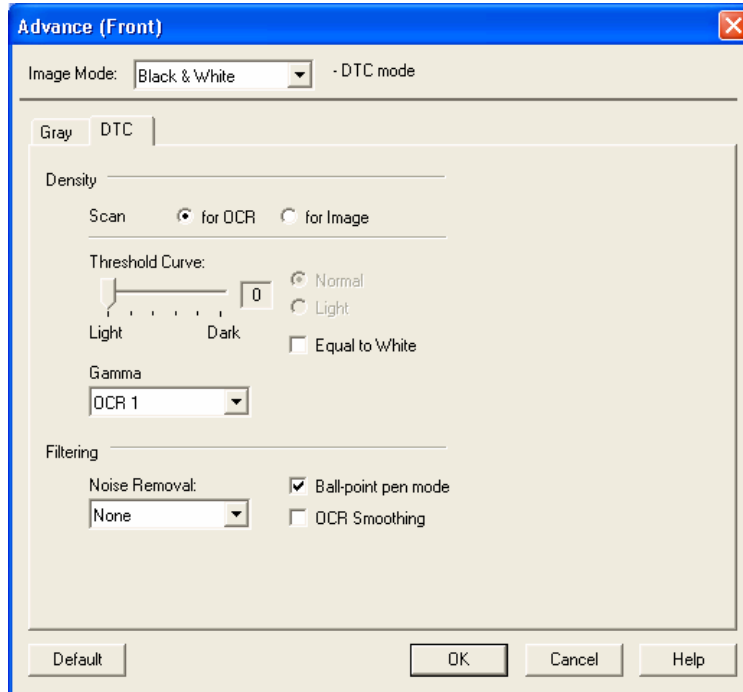 Advance (Front)
Image Mode: Black & White - DTC mode
Gray DTC
Density
Scan for OCR for Image
Threshold Curve:
0 Normal
Light
Light Dark
Equal to White
Gamma
OCR 1
Filtering
Noise Removal: Ball-point pen mode
None OCR Smoothing
Default OK Cancel Help